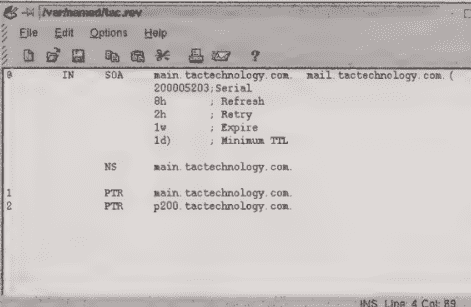 /var/named/tac.rev
File Edit Options Help
@ IN SOA main.tactechnology.com. mail.tactechnology.com. (
200005203;Serial
8h ; Refresh
2h ; Retry
1w ; Expire
1d) ; Minimum TTL
NS main.tactechnology.com.
1 PTR main.tactechnology.com.
2 PTR p200.tactechnology.com.
INS Line: 4 Col: 89